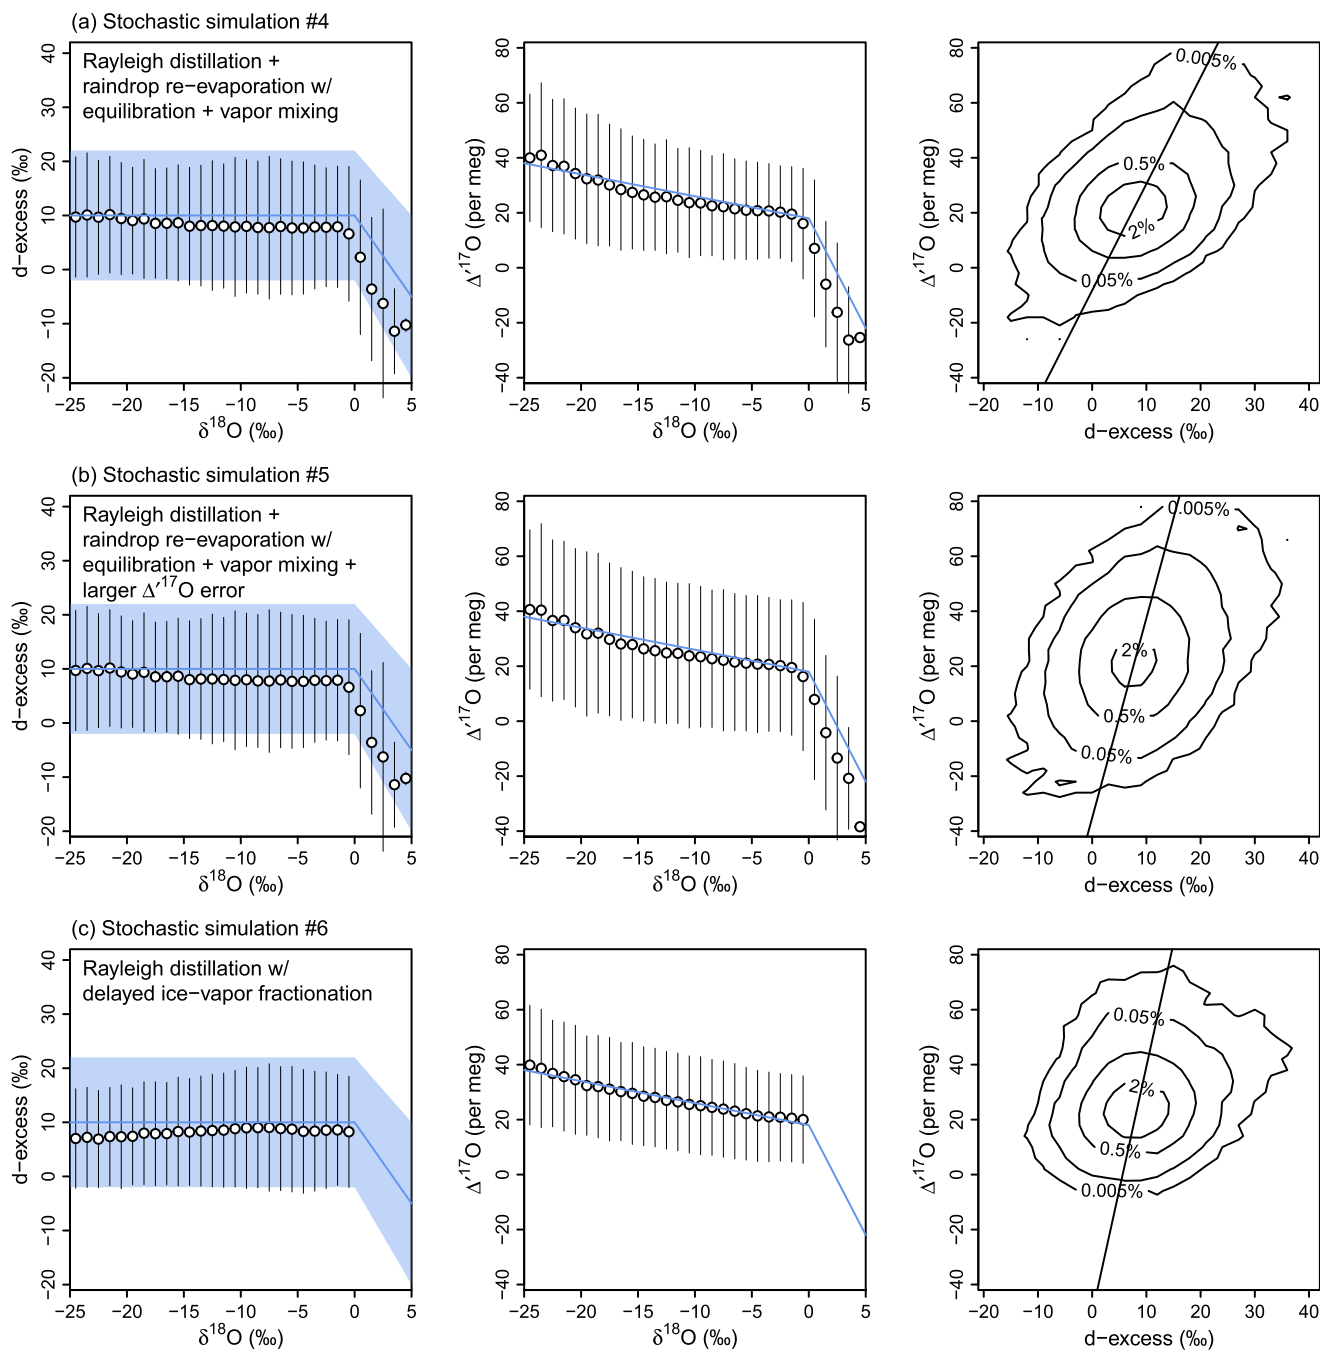 (a) Stochastic simulation #4
Rayleigh distillation +
raindrop re−evaporation w/
equilibration + vapor mixing
d−excess (‰)
40
30
20
10
0
−10
−20
−25 −20 −15 −10 −5 0 5
δ18O (‰)
Δ′17O (per meg)
80
60
40
20
0
−20
−40
−25 −20 −15 −10 −5 0 5
δ18O (‰)
Δ′17O (per meg)
80
60
40
20
0
−20
−40
0.005%
0.5%
2%
0.05%
−20 −10 0 10 20 30 40
d−excess (‰)
(b) Stochastic simulation #5
Rayleigh distillation +
raindrop re−evaporation w/
equilibration + vapor mixing +
larger Δ′17O error
d−excess (‰)
40
30
20
10
0
−10
−20
−25 −20 −15 −10 −5 0 5
δ18O (‰)
Δ′17O (per meg)
80
60
40
20
0
−20
−40
−25 −20 −15 −10 −5 0 5
δ18O (‰)
Δ′17O (per meg)
80
60
40
20
0
−20
−40
0.005%
2%
0.5%
0.05%
−20 −10 0 10 20 30 40
d−excess (‰)
(c) Stochastic simulation #6
Rayleigh distillation w/
delayed ice−vapor fractionation
d−excess (‰)
40
30
20
10
0
−10
−20
−25 −20 −15 −10 −5 0 5
δ18O (‰)
Δ′17O (per meg)
80
60
40
20
0
−20
−40
−25 −20 −15 −10 −5 0 5
δ18O (‰)
Δ′17O (per meg)
80
60
40
20
0
−20
−40
0.05%
2%
0.5%
0.005%
−20 −10 0 10 20 30 40
d−excess (‰)